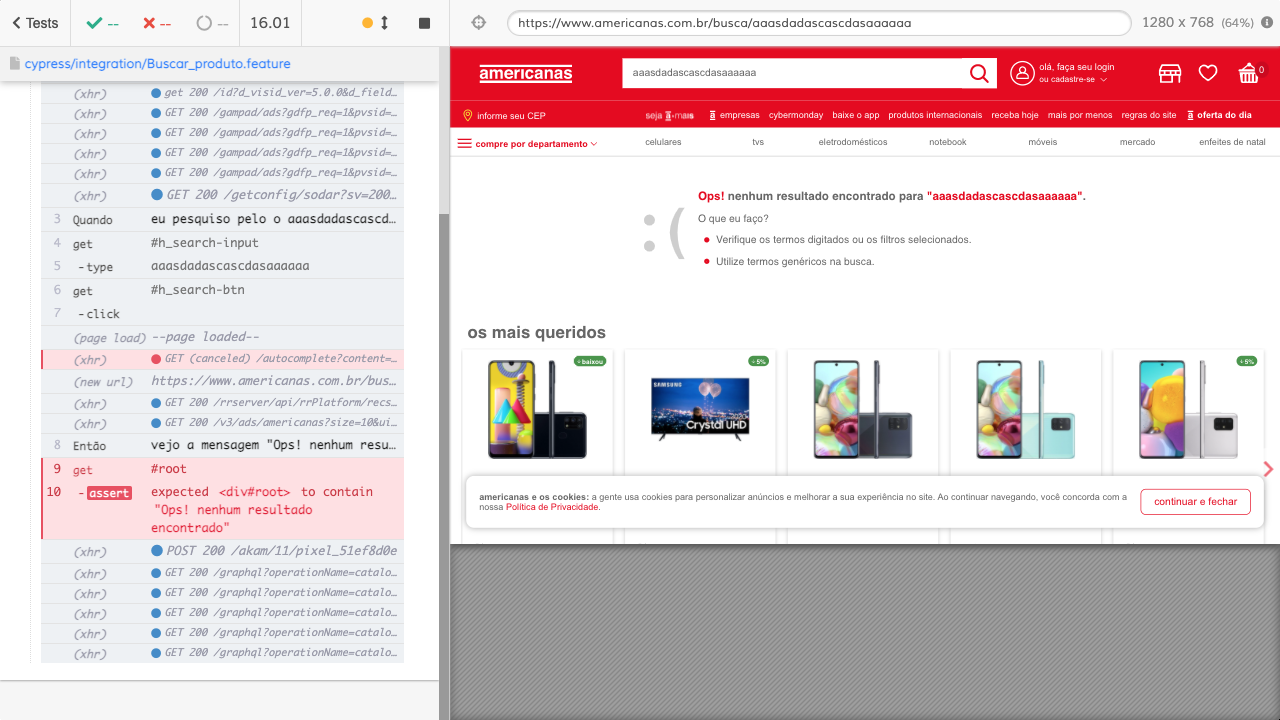 Tests
--
--
--
16.01
https://www.americanas.com.br/busca/aaasdadascascdasaaaaaa
1280 x 768 (64%)
cypress/integration/Buscar_produto.feature
(xhr) GET 200 /id7d_
(xhr) GET 200 /gampad/ads?gdfp_req=1&pvsid=…
(xhr) GET 200 /gampad/ads?gdfp_req=1&pvsid=…
(xhr) GET 200 /gampad/ads?gdfp_req=1&pvsid=…
(xhr) GET 200 /gampad/ads?gdfp_req=1&pvsid=…
3 Quando eu pesquiso pelo o aaasdadascascd…
4 get #h_search-input
5 -type aaasdadascascdasaaaaaa
6 get #h_search-btn
7 -click
(page load) --page loaded--
(xhr) GET (canceled) /autocomplete?content=…
(new url) https://www.americanas.com.br/bus…
(xhr) GET 200 /rrserver/api/rrPlatform/recs…
(xhr) GET 200 /v3/ads/americanas?size=10&ui…
8 Então vejo a mensagem "Ops! nenhum resu…
9 get #root
10 -assert expected <div#root> to contain
"Ops! nenhum resultado
encontrado"
(xhr) POST 200 /akam/11/pixel_51ef8d0e
(xhr) GET 200 /graphql?operationName=catalo…
(xhr) GET 200 /graphql?operationName=catalo…
(xhr) GET 200 /graphql?operationName=catalo…
(xhr) GET 200 /graphql?operationName=catalo…
(xhr) GET 200 /graphql?operationName=catalo…
americanas
aaasdadascascdasaaaaaa
olá, faça seu login
ou cadastre-se
0
informe seu CEP
seja a+mais
empresas
cybermonday
baixe o app
produtos internacionais
receba hoje
mais por menos
regras do site
oferta do dia
compre por departamento
celulares
tvs
eletrodomésticos
notebook
móveis
mercado
enfeites de natal
:(
Ops! nenhum resultado encontrado para "aaasdadascascdasaaaaaa".
O que eu faço?
Verifique os termos digitados ou os filtros selecionados.
Utilize termos genéricos na busca.
os mais queridos
baixou
5%
5%
SAMSUNG
Crystal UHD
americanas e os cookies: a gente usa cookies para personalizar anúncios e melhorar a sua experiência no site. Ao continuar navegando, você concorda com a
nossa Política de Privacidade.
continuar e fechar